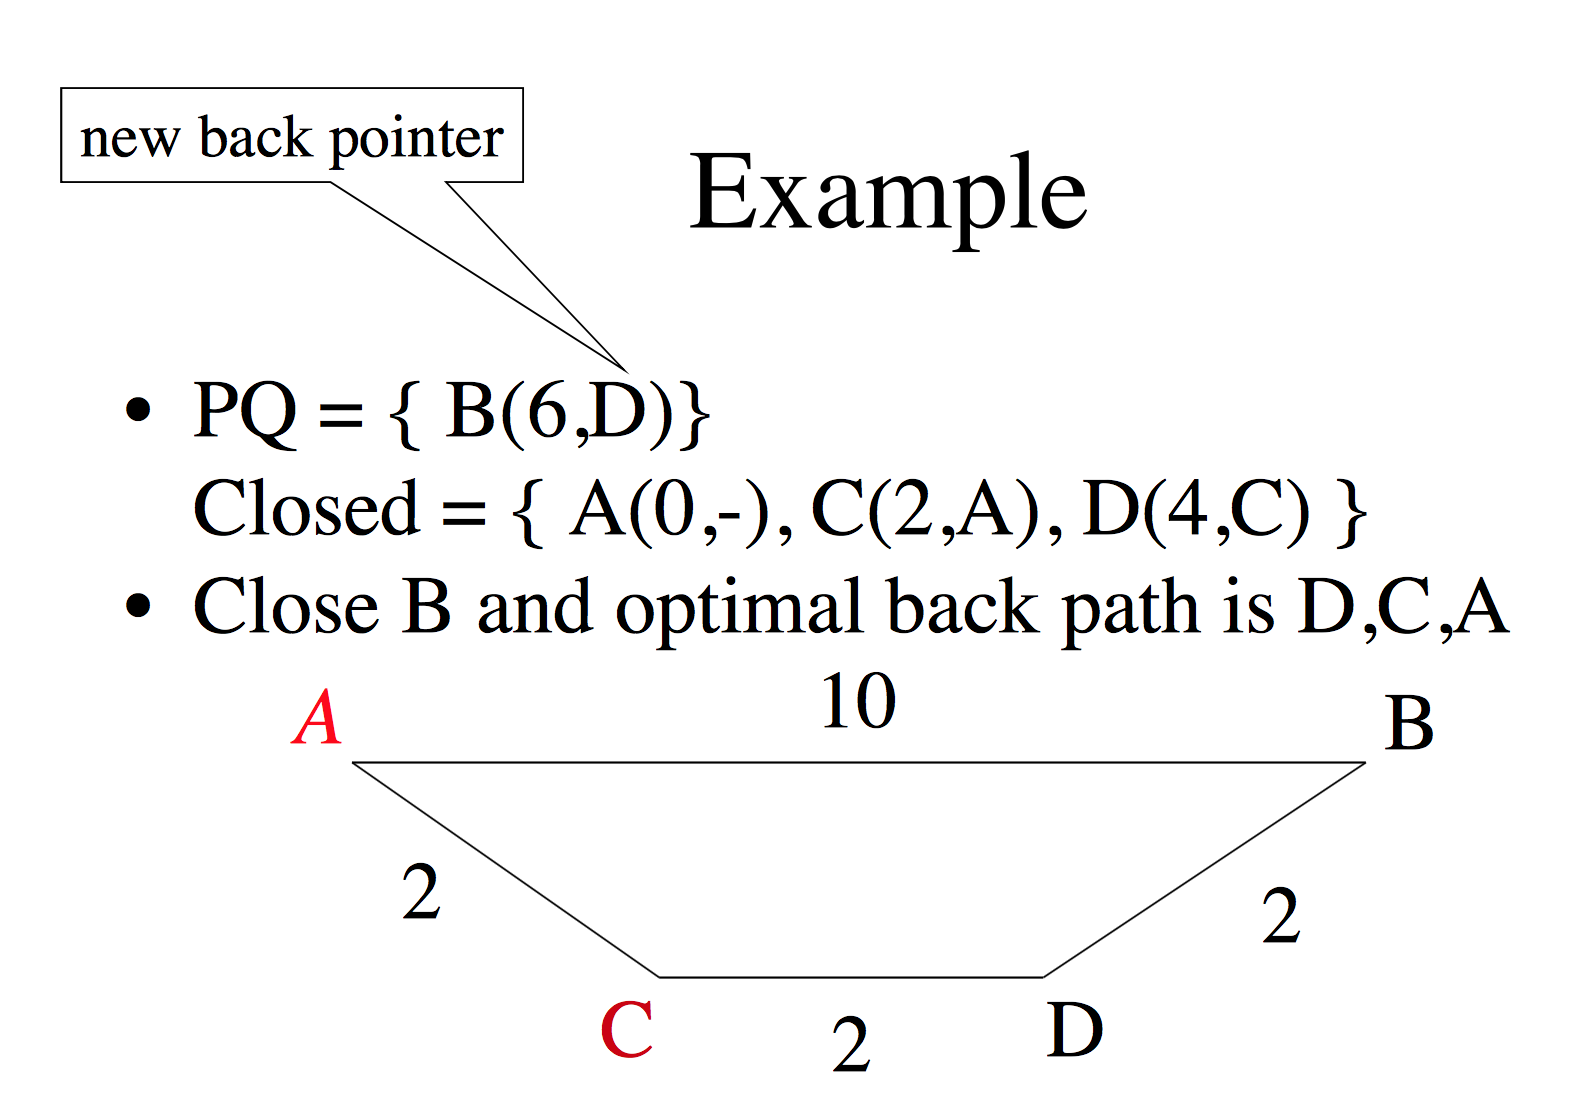 new back pointer
Example
• PQ = { B(6,D)}
Closed = { A(0,-), C(2,A), D(4,C) }
• Close B and optimal back path is D,C,A
A
10
B
2
2
C
2
D